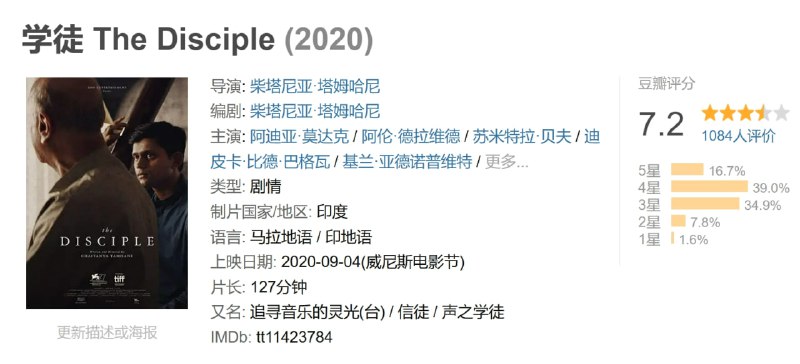 学徒 The Disciple (2020)
the
DISCIPLE
CHAITANYA TAMHANE
tiff
更新描述或海报
导演: 柴塔尼亚·塔姆哈尼
编剧: 柴塔尼亚·塔姆哈尼
主演: 阿迪亚·莫达克 / 阿伦·德拉维德 / 苏米特拉·贝夫 / 迪
皮卡·比德·巴格瓦 / 基兰·亚德诺普维特 / 更多...
类型: 剧情
制片国家/地区: 印度
语言: 马拉地语 / 印地语
上映日期: 2020-09-04(威尼斯电影节)
片长: 127分钟
又名: 追寻音乐的灵光(台) / 信徒 / 声之学徒
IMDb: tt11423784
豆瓣评分
7.2
1084人评价
5星 16.7%
4星 39.0%
3星 34.9%
2星 7.8%
1星 1.6%